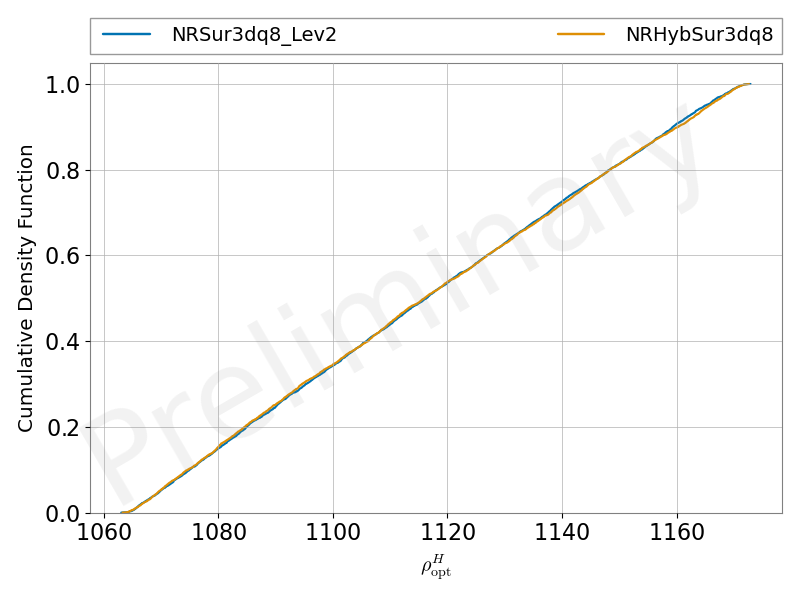 NRSur3dq8_Lev2 NRHybSur3dq8
1.0
0.8
0.6
0.4
0.2
0.0
Cumulative Density Function
Preliminary
1060 1080 1100 1120 1140 1160
ρ^H_opt